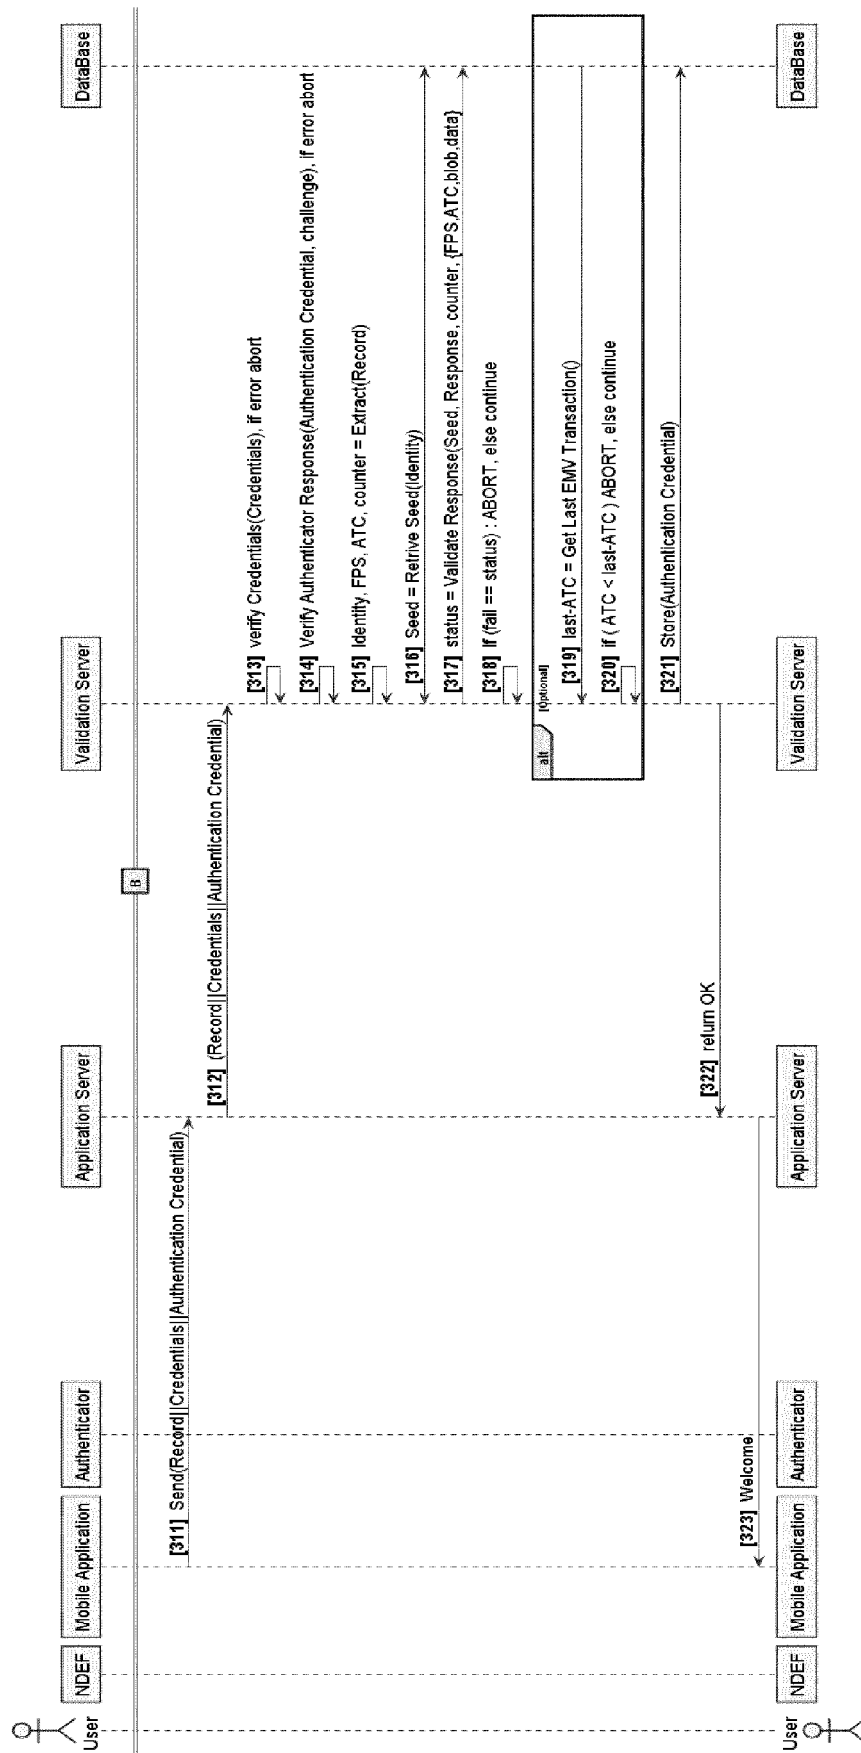 User
NDEF
Mobile Application
Authenticator
Application Server
Validation Server
DataBase
B
[311] Send(Record||Credentials||Authentication Credential)
[312] (Record||Credentials||Authentication Credential)
[313] verify Credentials(Credentials), if error abort
[314] Verify Authenticator Response(Authentication Credential, challenge), if error abort
[315] Identity, FPS, ATC, counter = Extract(Record)
[316] Seed = Retrive Seed(Identity)
[317] status = Validate Response(Seed, Response, counter, {FPS,ATC,blob,data}
[318] If (fail == status) : ABORT, else continue
alt
[Optional]
[319] last-ATC = Get Last EMV Transaction()
[320] if ( ATC < last-ATC ) ABORT, else continue
[321] Store(Authentication Credential)
[322] return OK
[323] Welcome
User
NDEF
Mobile Application
Authenticator
Application Server
Validation Server
DataBase